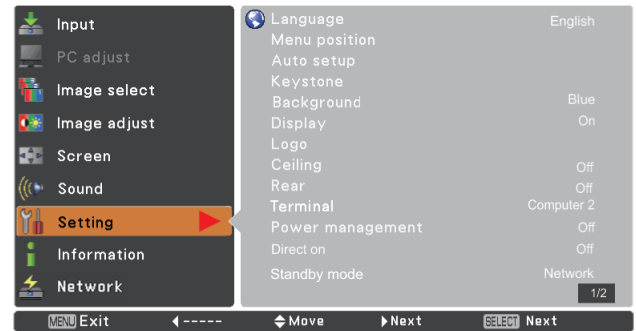 Input
PC adjust
Image select
Image adjust
Screen
Sound
Setting
Information
Network
Language English
Menu position
Auto setup
Keystone
Background Blue
Display On
Logo
Ceiling Off
Rear Off
Terminal Computer 2
Power management Off
Direct on Off
Standby mode Network
1/2
MENU Exit ----- Move Next SELECT Next